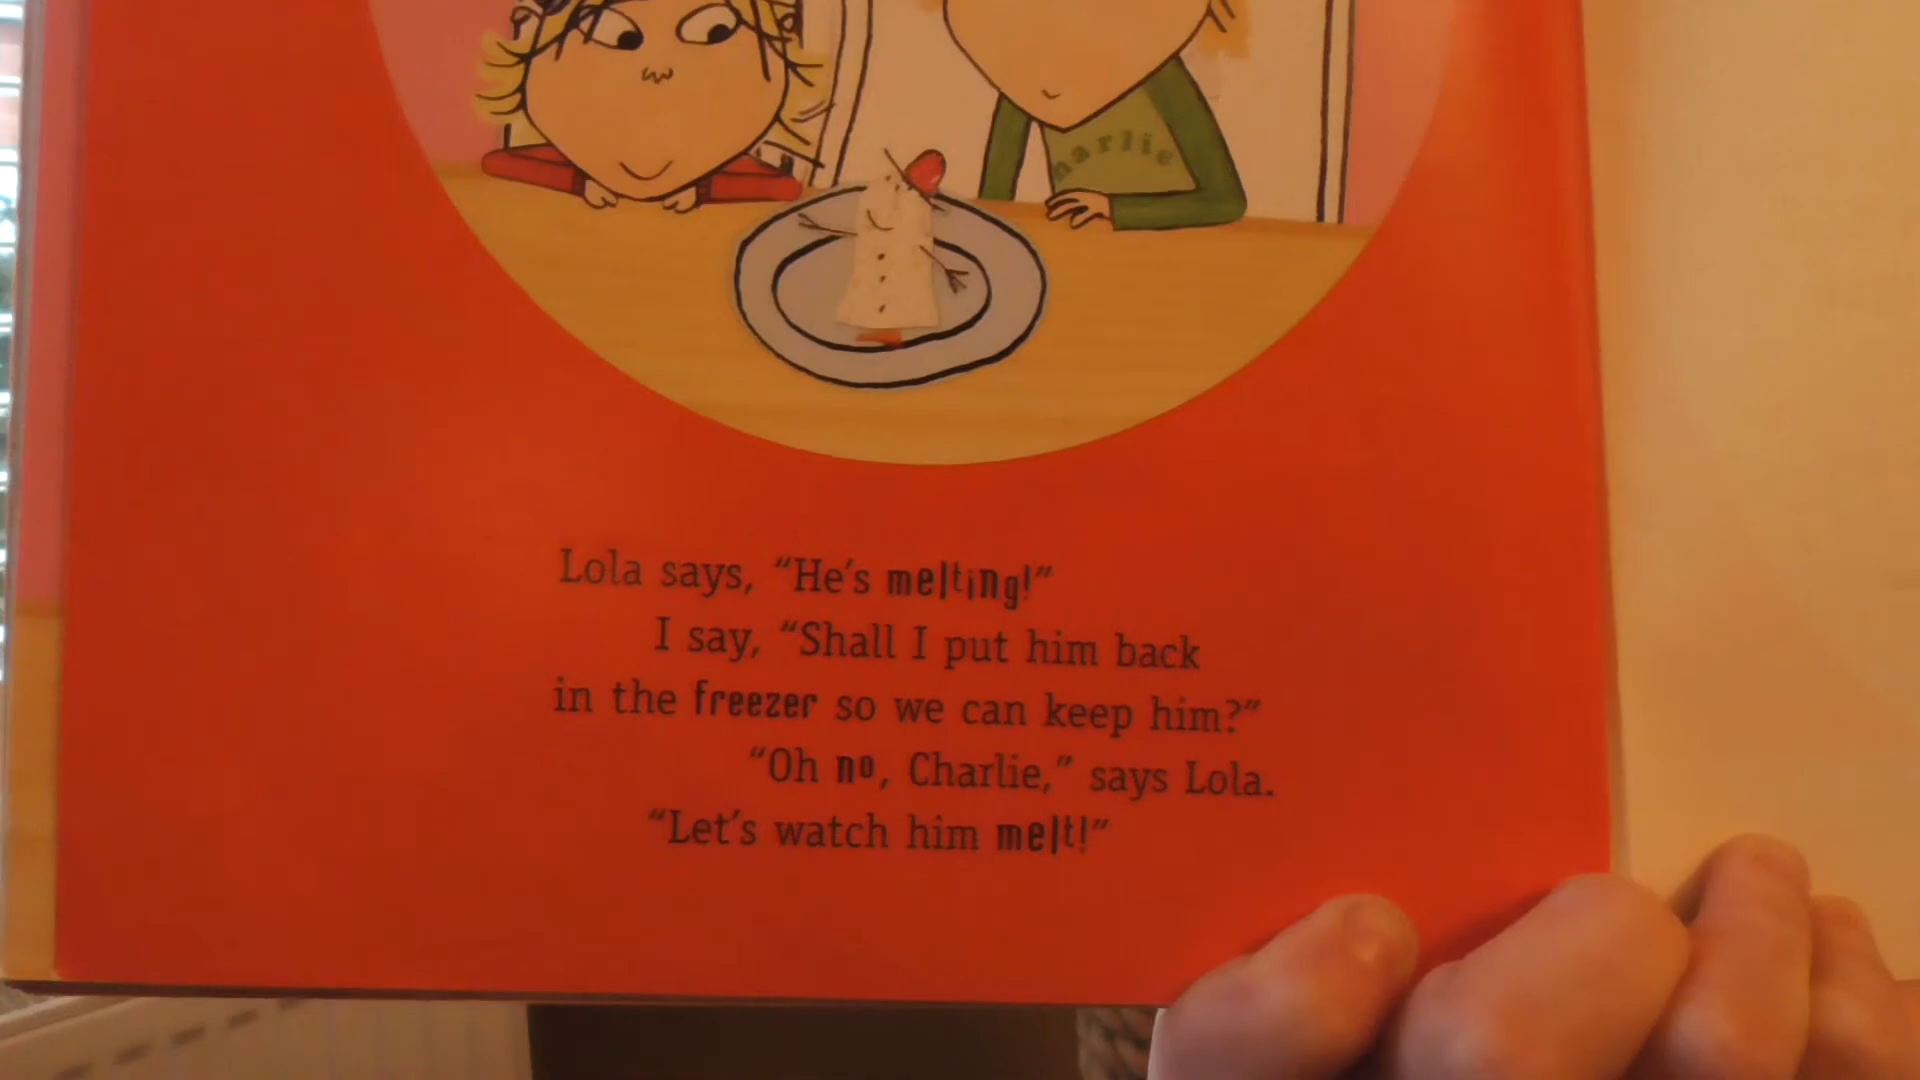 arlie
Lola says, “He’s melting!”
I say, “Shall I put him back
in the freezer so we can keep him?”
“Oh no, Charlie,” says Lola.
“Let’s watch him melt!”